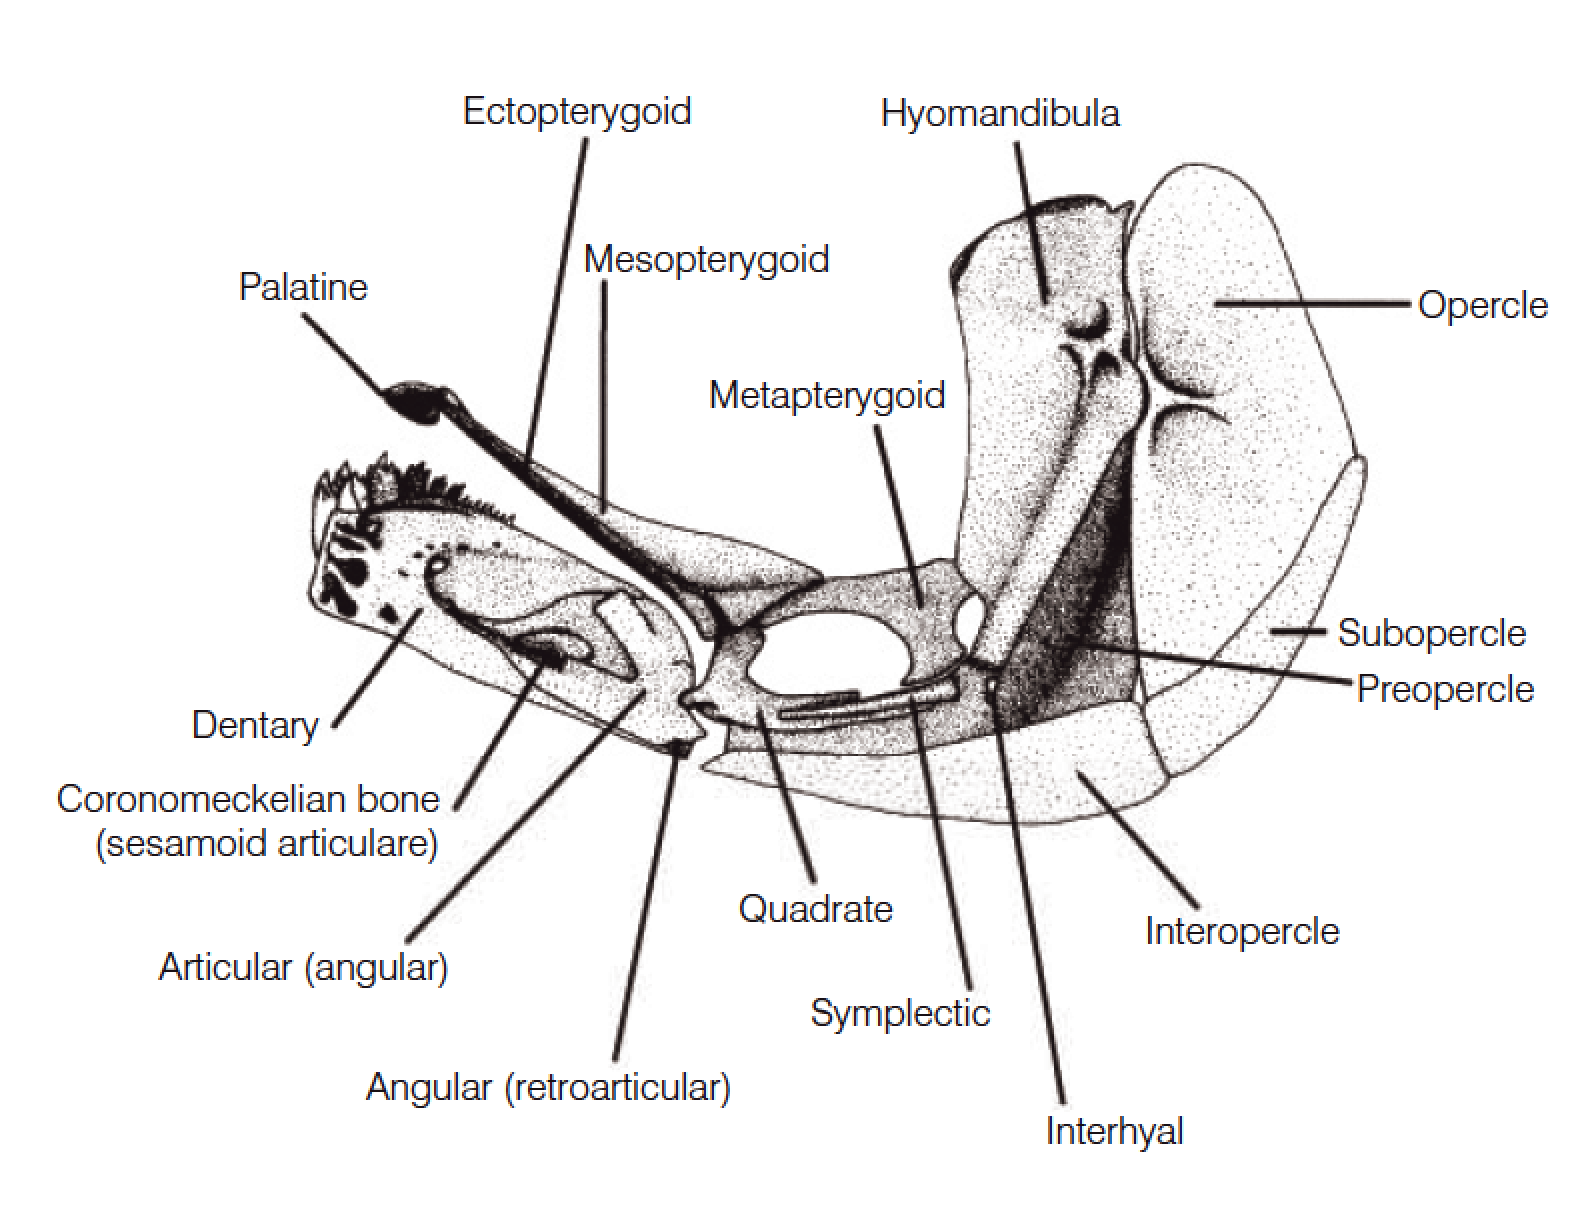 Ectopterygoid
Hyomandibula
Mesopterygoid
Palatine
Opercle
Metapterygoid
Subopercle
Preopercle
Dentary
Coronomeckelian bone
(sesamoid articulare)
Quadrate
Interopercle
Articular (angular)
Symplectic
Angular (retroarticular)
Interhyal